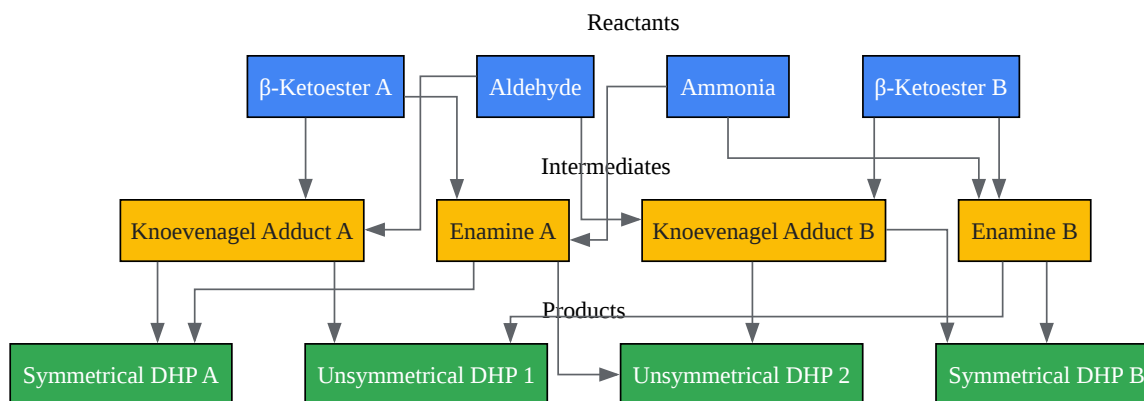 Reactants
β-Ketoester A
Aldehyde
Ammonia
β-Ketoester B
Intermediates
Knoevenagel Adduct A
Enamine A
Knoevenagel Adduct B
Enamine B
Products
Symmetrical DHP A
Unsymmetrical DHP 1
Unsymmetrical DHP 2
Symmetrical DHP B